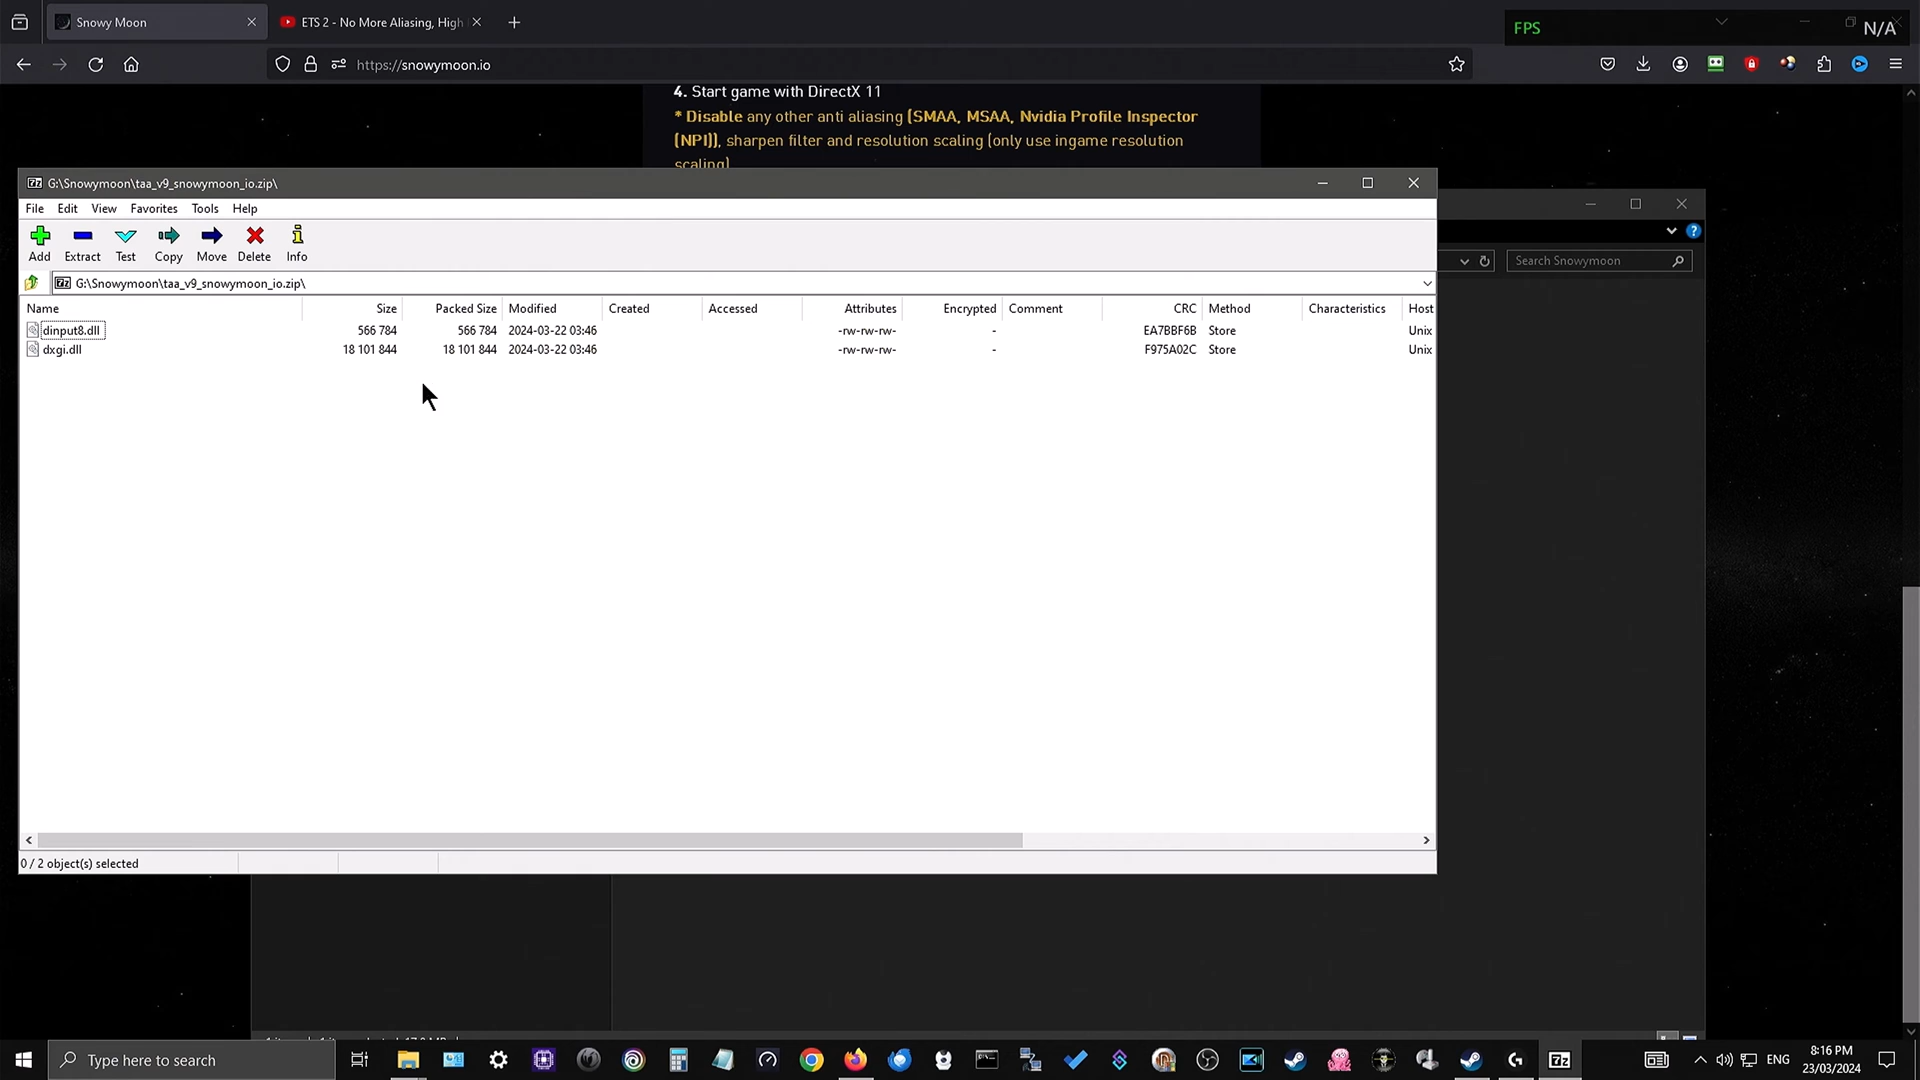 Snowy Moon
ETS 2 - No More Aliasing, High
FPS
N/A
https://snowymoon.io
4. Start game with DirectX 11
* Disable any other anti aliasing (SMAA, MSAA, Nvidia Profile Inspector
(NPI)), sharpen filter and resolution scaling (only use ingame resolution
scaling)
G:\Snowymoon\taa_v9_snowymoon_io.zip\
File Edit View Favorites Tools Help
Add Extract Test Copy Move Delete Info
Search Snowymoon
G:\Snowymoon\taa_v9_snowymoon_io.zip\
Name Size Packed Size Modified Created Accessed Attributes Encrypted Comment CRC Method Characteristics Host
dinput8.dll 566 784 566 784 2024-03-22 03:46 -rw-rw-rw- - EA7BBF6B Store Unix
dxgi.dll 18 101 844 18 101 844 2024-03-22 03:46 -rw-rw-rw- - F975A02C Store Unix
0 / 2 object(s) selected
Type here to search
ENG
8:16 PM
23/03/2024